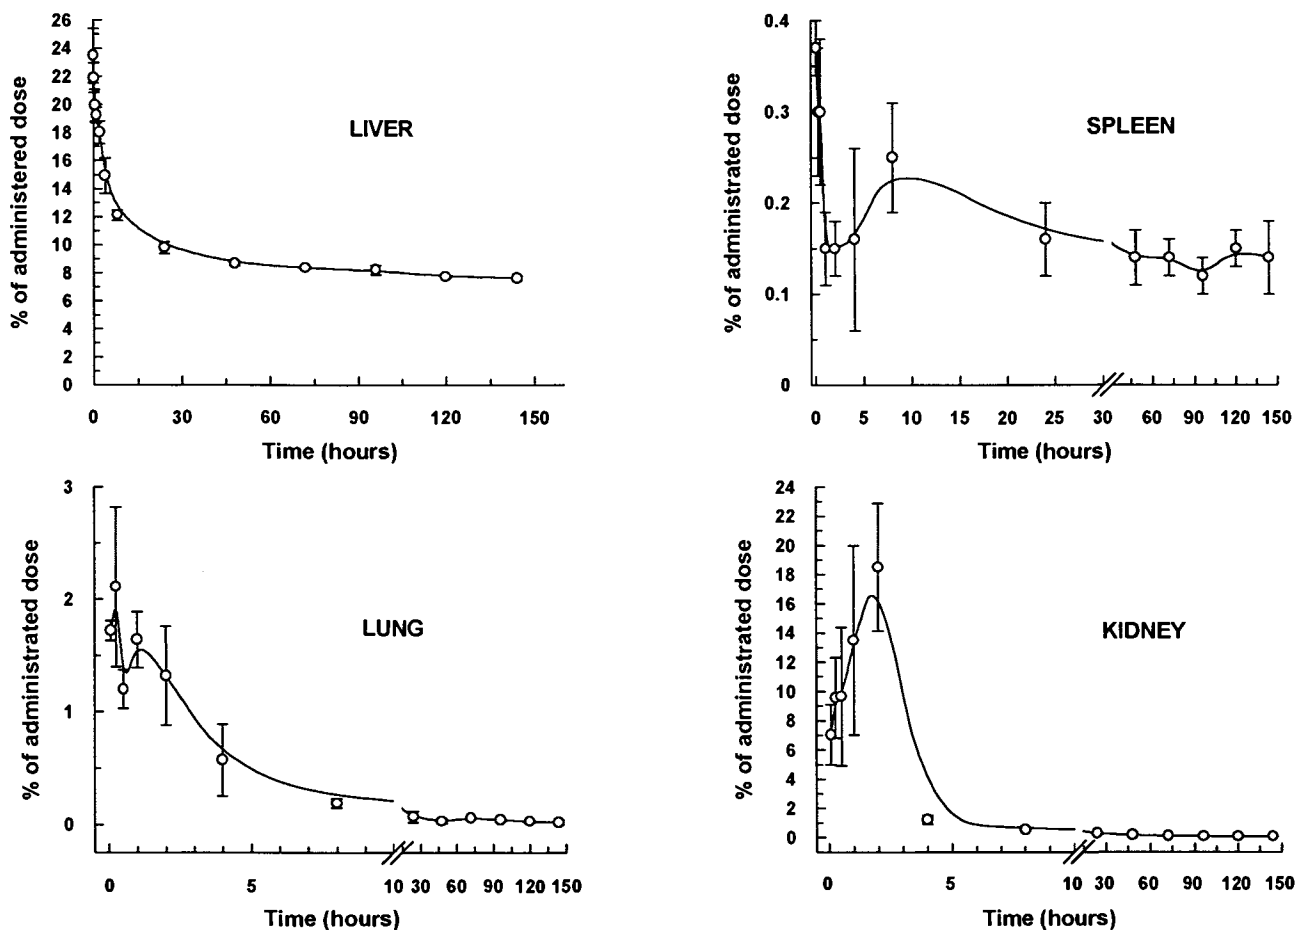 26
24
22
20
18
16
14
12
10
8
6
4
2
0
% of administered dose
LIVER
0 30 60 90 120 150
Time (hours)
0.4
0.3
0.2
0.1
0
% of administrated dose
SPLEEN
0 5 10 15 20 25 30 60 90 120 150
Time (hours)
3
2
1
0
% of administrated dose
LUNG
0 5 10 30 60 90 120 150
Time (hours)
24
22
20
18
16
14
12
10
8
6
4
2
0
% of administrated dose
KIDNEY
0 5 10 30 60 90 120 150
Time (hours)